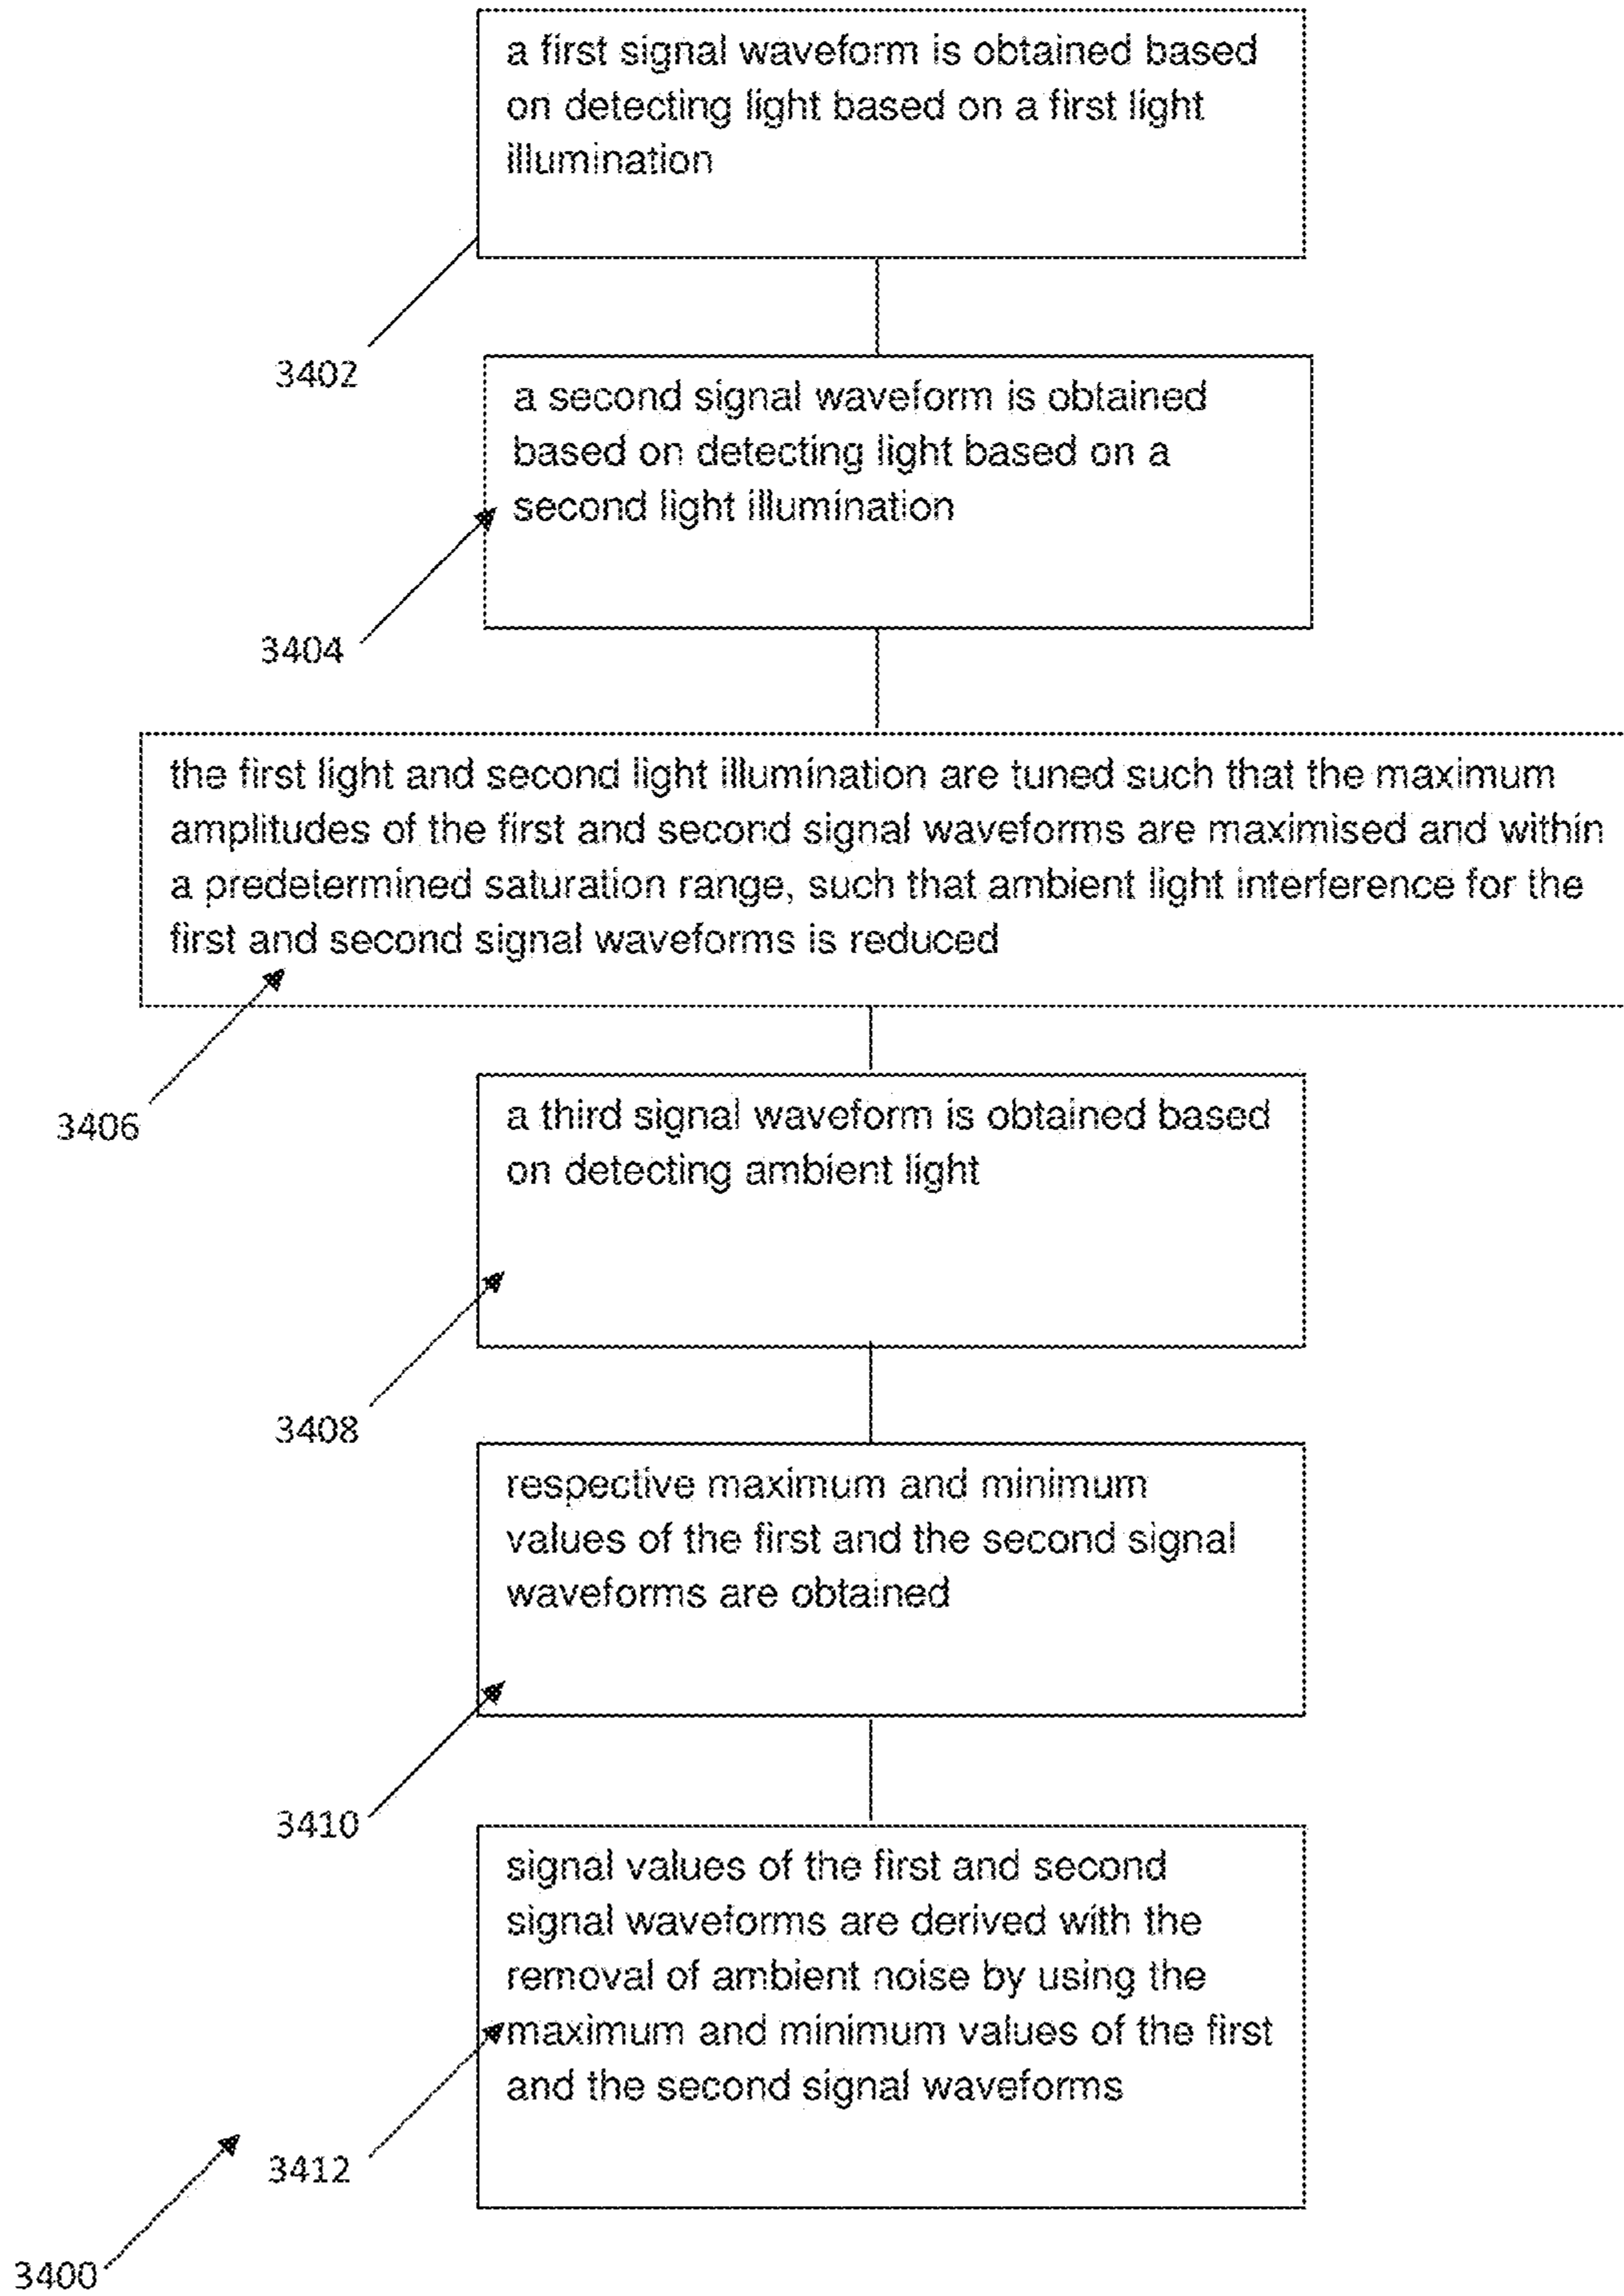 a first signal waveform is obtained based
on detecting light based on a first light
illumination
3402
a second signal waveform is obtained
based on detecting light based on a
second light illumination
3404
the first light and second light illumination are tuned such that the maximum
amplitudes of the first and second signal waveforms are maximised and within
a predetermined saturation range, such that ambient light interference for the
first and second signal waveforms is reduced
3406
a third signal waveform is obtained based
on detecting ambient light
3408
respective maximum and minimum
values of the first and the second signal
waveforms are obtained
3410
signal values of the first and second
signal waveforms are derived with the
removal of ambient noise by using the
maximum and minimum values of the first
and the second signal waveforms
3412
3400